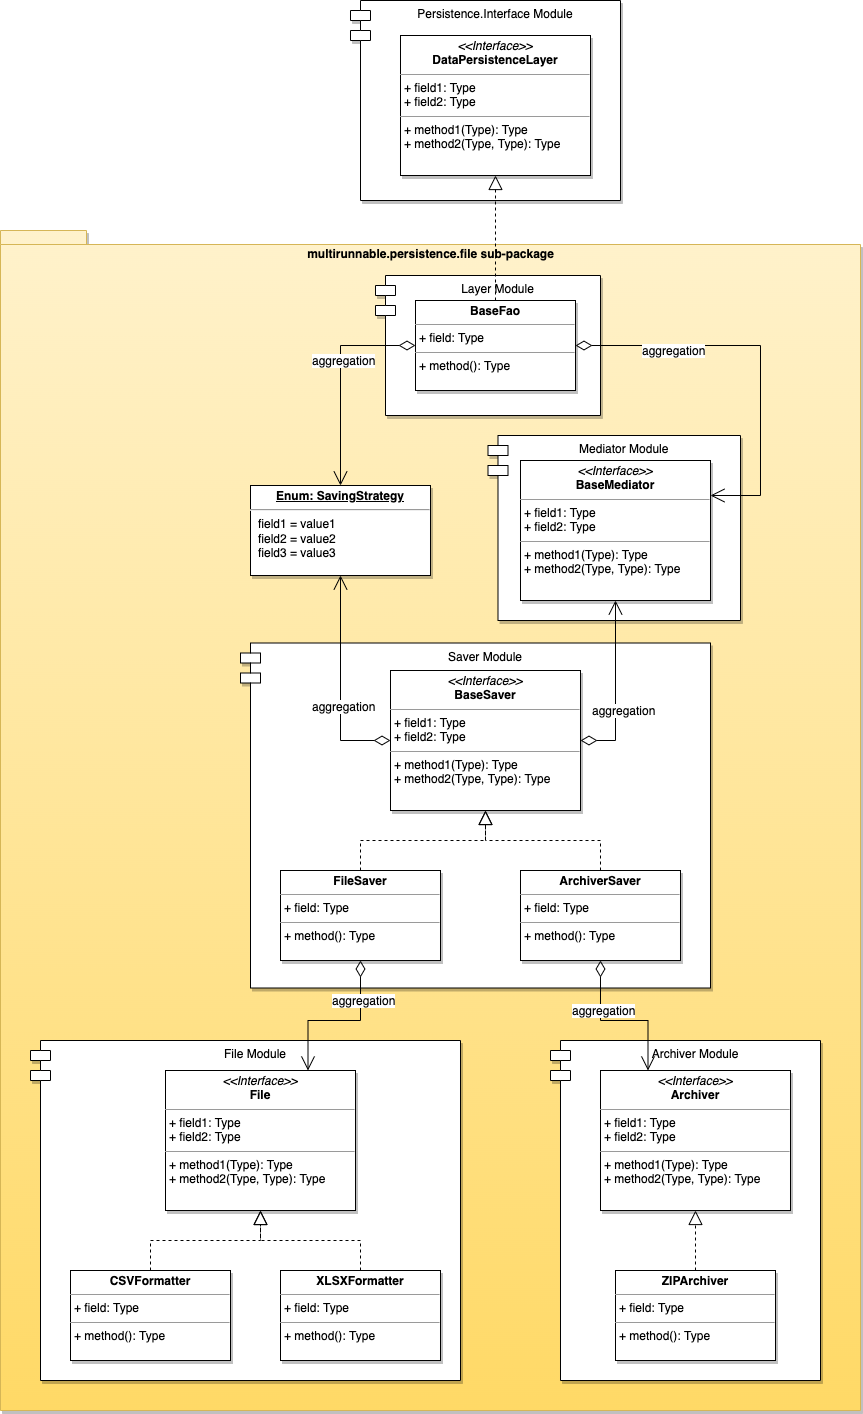 Persistence.Interface Module
<<Interface>>
DataPersistenceLayer
+ field1: Type
+ field2: Type
+ method1(Type): Type
+ method2(Type, Type): Type
multirunnable.persistence.file sub-package
Layer Module
BaseFao
+ field: Type
+ method(): Type
aggregation
aggregation
Mediator Module
<<Interface>>
BaseMediator
+ field1: Type
+ field2: Type
+ method1(Type): Type
+ method2(Type, Type): Type
Enum: SavingStrategy
field1 = value1
field2 = value2
field3 = value3
Saver Module
<<Interface>>
BaseSaver
+ field1: Type
+ field2: Type
+ method1(Type): Type
+ method2(Type, Type): Type
aggregation
aggregation
FileSaver
+ field: Type
+ method(): Type
ArchiverSaver
+ field: Type
+ method(): Type
aggregation
aggregation
File Module
<<Interface>>
File
+ field1: Type
+ field2: Type
+ method1(Type): Type
+ method2(Type, Type): Type
CSVFormatter
+ field: Type
+ method(): Type
XLSXFormatter
+ field: Type
+ method(): Type
Archiver Module
<<Interface>>
Archiver
+ field1: Type
+ field2: Type
+ method1(Type): Type
+ method2(Type, Type): Type
ZIPArchiver
+ field: Type
+ method(): Type